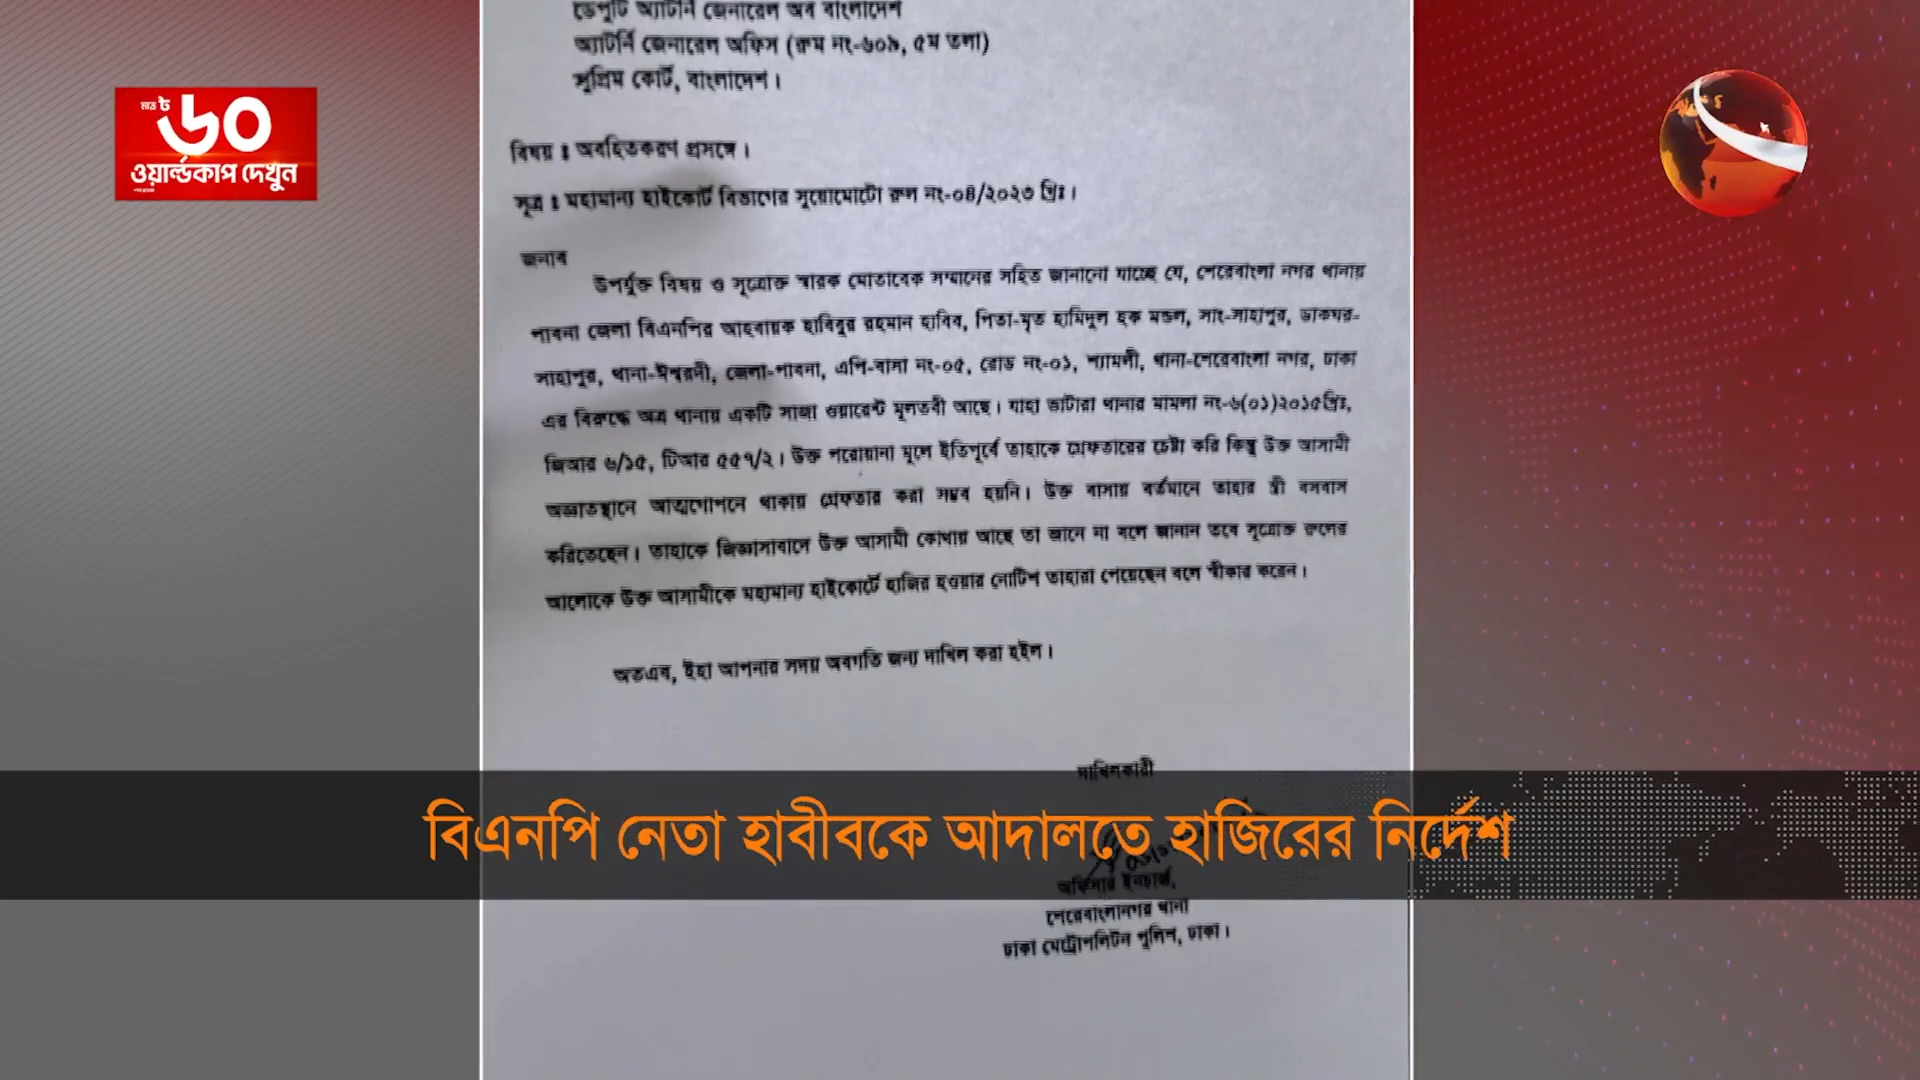 ডেপুটি অ্যাটর্নি জেনারেল অব বাংলাদেশ
অ্যাটর্নি জেনারেল অফিস (রুম নং-৬০৯, ৫ম তলা)
সুপ্রিম কোর্ট, বাংলাদেশ।
মাত্র ট ৬০
ওয়ার্ল্ডকাপ দেখুন
বিষয় ঃ অবহিতকরণ প্রসঙ্গে।
সূত্র ঃ মহামান্য হাইকোর্ট বিভাগের সুয়োমোটো রুল নং-০৪/২০২৩ খ্রিঃ।
জনাব
উপর্যুক্ত বিষয় ও সূত্রোক্ত স্মারক মোতাবেক সম্মানের সহিত জানানো যাচ্ছে যে, শেরেবাংলা নগর থানায়
পাবনা জেলা বিএনপির আহবায়ক হাবিবুর রহমান হাবিব, পিতা-মৃত হামিদুল হক মন্ডল, সাং-সাহাপুর, ডাকঘর-
সাহাপুর, থানা-ঈশ্বরদী, জেলা-পাবনা, এপি-বাসা নং-০৫, রোড নং-০১, শ্যামলী, থানা-শেরেবাংলা নগর, ঢাকা
এর বিরুদ্ধে অত্র থানায় একটি সাজা ওয়ারেন্ট মূলতবী আছে। যাহা ভাটারা থানার মামলা নং-৬(০১)২০১৫খ্রিঃ,
জিআর ৬/১৫, টিআর ৫৫৭/২। উক্ত পরোয়ানা মূলে ইতিপূর্বে তাহাকে গ্রেফতারের চেষ্টা করি কিন্তু উক্ত আসামী
অজ্ঞাতস্থানে আত্মগোপনে থাকায় গ্রেফতার করা সম্ভব হয়নি। উক্ত বাসায় বর্তমানে তাহার স্ত্রী বসবাস
করিতেছেন। তাহাকে জিজ্ঞাসাবাদে উক্ত আসামী কোথায় আছে তা জানে না বলে জানান তবে সূত্রোক্ত রুলের
আলোকে উক্ত আসামীকে মহামান্য হাইকোর্টে হাজির হওয়ার নোটিশ তাহারা পেয়েছেন বলে স্বীকার করেন।
অতএব, ইহা আপনার সদয় অবগতি জন্য দাখিল করা হইল।
দাখিলকারী
বিএনপি নেতা হাবীবকে আদালতে হাজিরের নির্দেশ
অফিসার ইনচার্জ,
শেরেবাংলানগর থানা
ঢাকা মেট্রোপলিটন পুলিশ, ঢাকা।